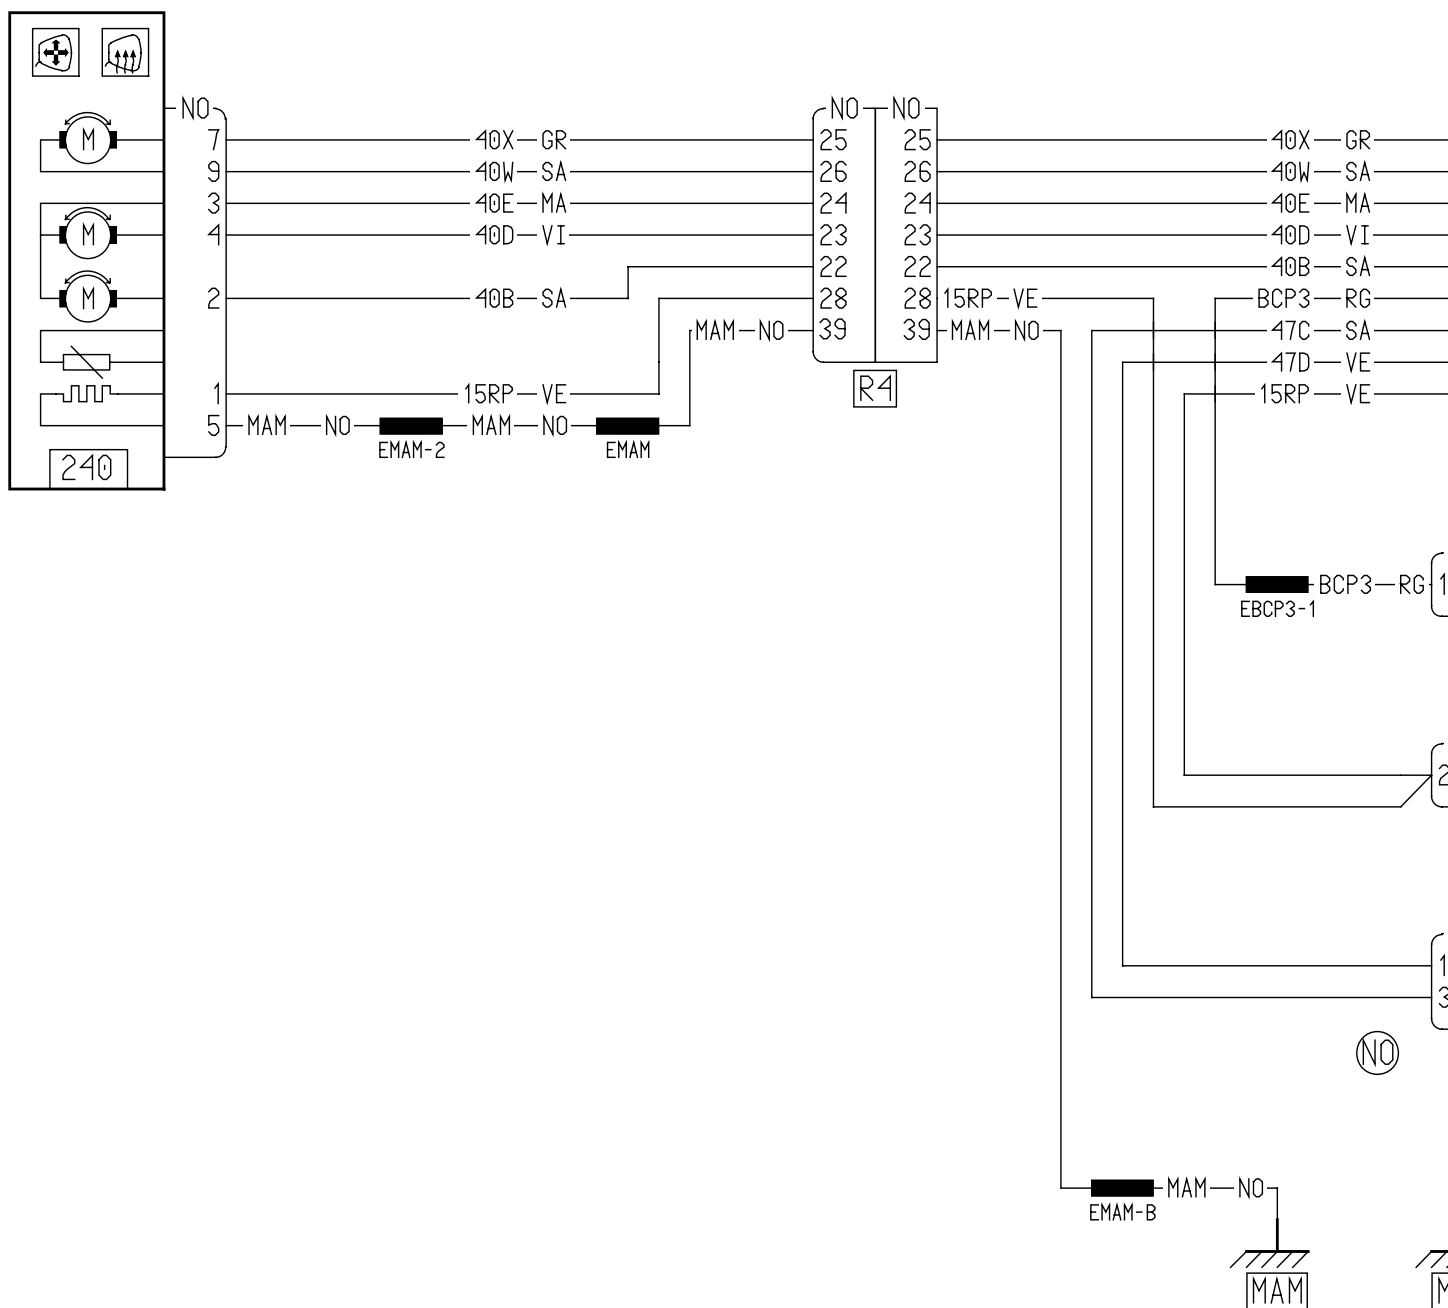 NO NO NO
M 7 40X GR 25 25 40X GR
9 40W SA 26 26 40W SA
3 40E MA 24 24 40E MA
M 4 40D VI 23 23 40D VI
22 22 40B SA
M 2 40B SA 28 28 15RP VE BCP3 RG
MAM NO 39 39 MAM NO 47C SA
47D VE
R4
1 15RP VE 15RP VE
5 MAM NO MAM NO
EMAM-2 EMAM
240
BCP3 RG 1
EBCP3-1
2
1
3
NO
MAM NO
EMAM-B
MAM M